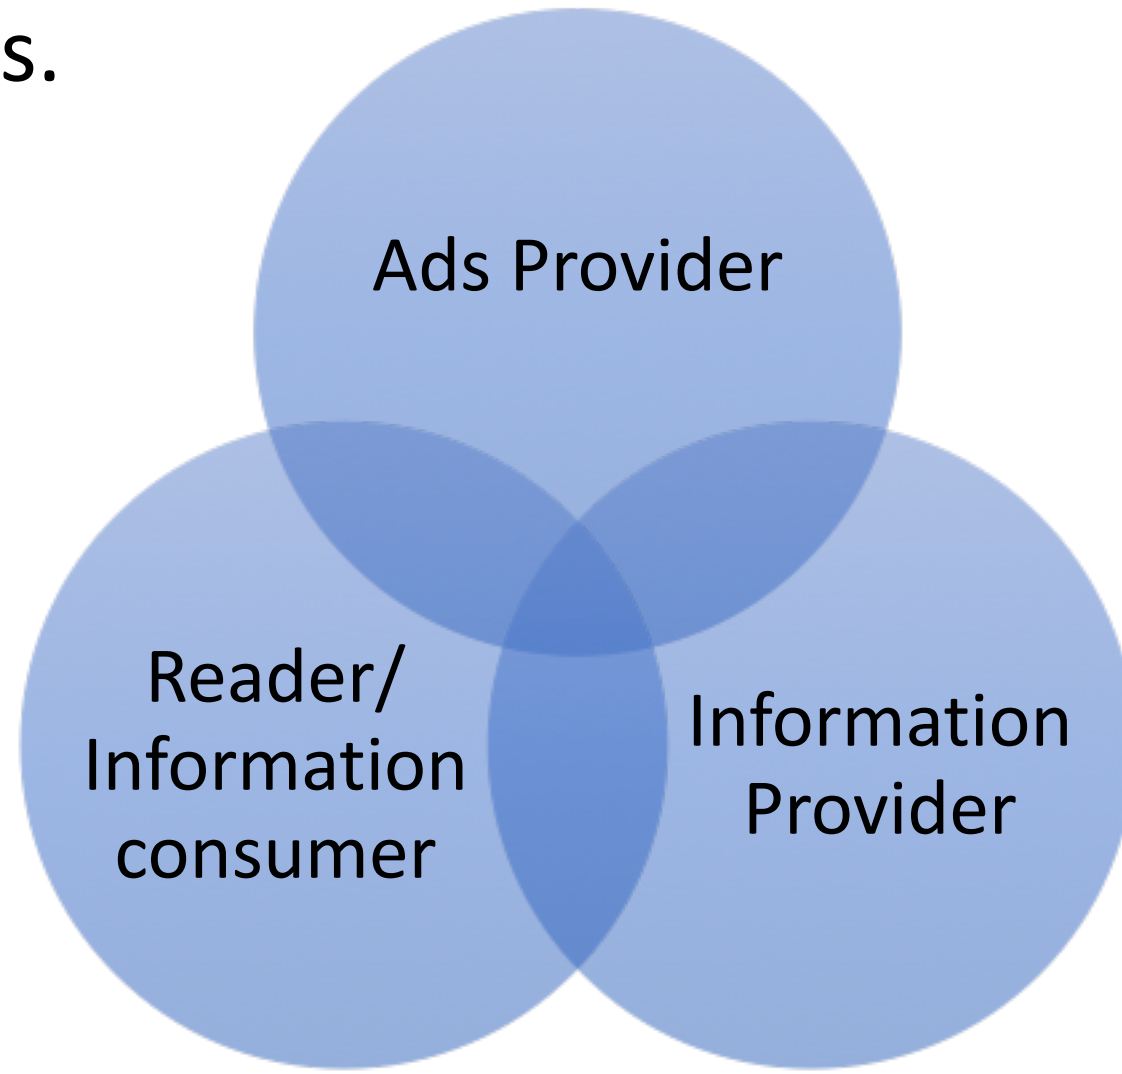 s.
Ads Provider
Reader/
Information
consumer
Information
Provider